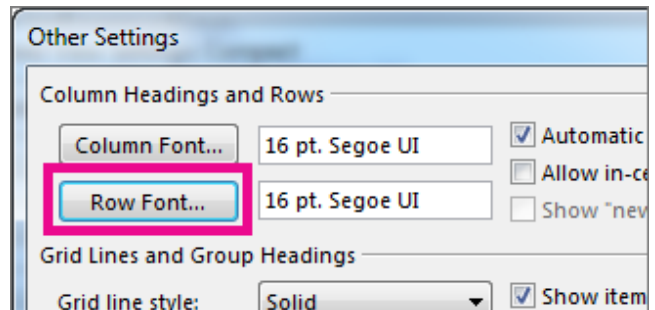 Other Settings
Column Headings and Rows
Column Font... 16 pt. Segoe UI Automatic
Allow in-ce
Row Font... 16 pt. Segoe UI Show "new
Grid Lines and Group Headings
Grid line style: Solid Show item